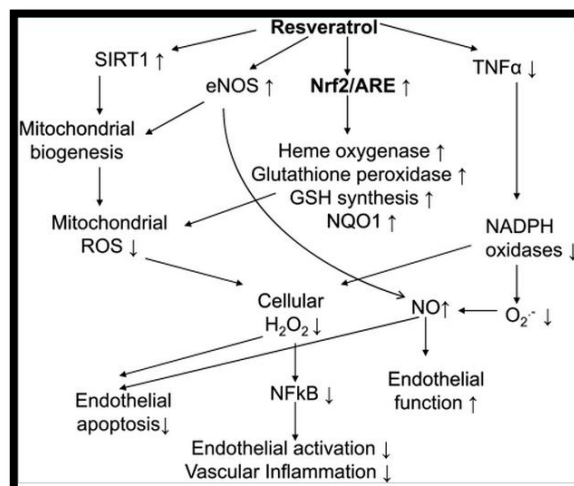 Resveratrol
SIRT1 ↑
eNOS ↑
Nrf2/ARE ↑
TNFα ↓
Mitochondrial
biogenesis
Heme oxygenase ↑
Glutathione peroxidase ↑
GSH synthesis ↑
NQO1 ↑
Mitochondrial
ROS ↓
NADPH
oxidases ↓
Cellular
H₂O₂ ↓
NO↑
O₂·⁻ ↓
Endothelial
apoptosis↓
NFkB ↓
Endothelial
function ↑
Endothelial activation ↓
Vascular Inflammation ↓